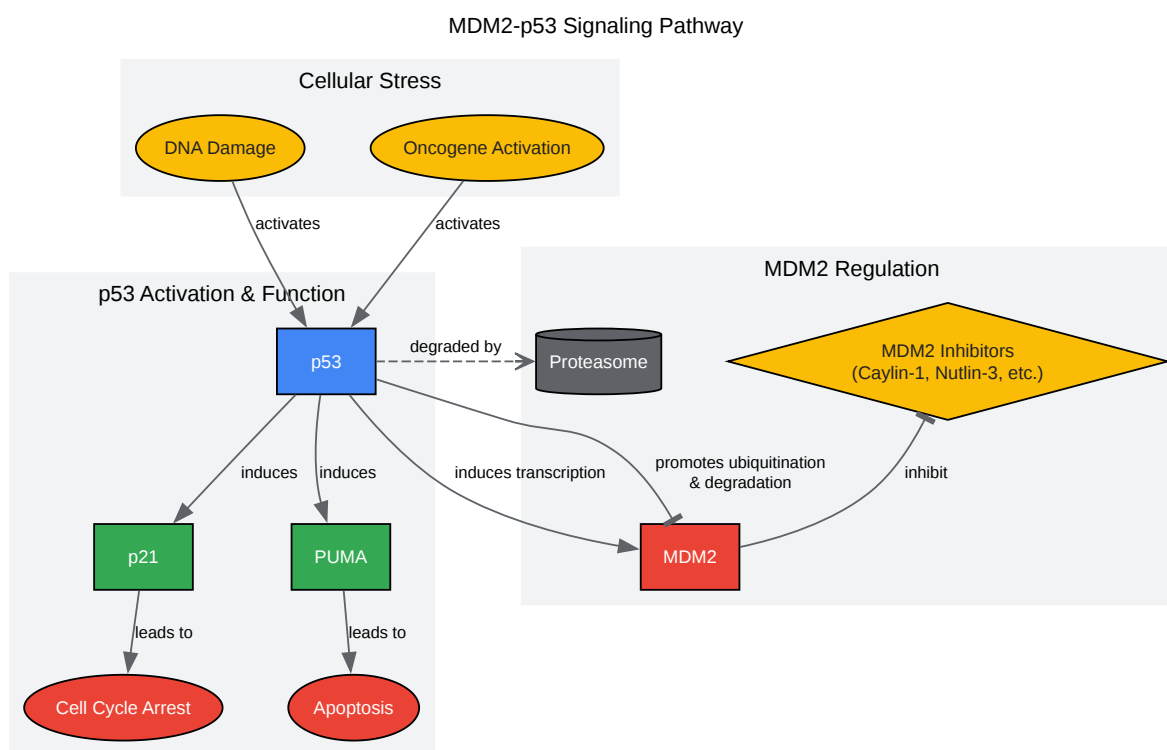 MDM2-p53 Signaling Pathway
Cellular Stress
DNA Damage
Oncogene Activation
activates
activates
MDM2 Regulation
p53 Activation & Function
p53
degraded by
Proteasome
MDM2 Inhibitors
(Caylin-1, Nutlin-3, etc.)
induces
induces
induces transcription
promotes ubiquitination
& degradation
inhibit
p21
PUMA
MDM2
leads to
leads to
Cell Cycle Arrest
Apoptosis